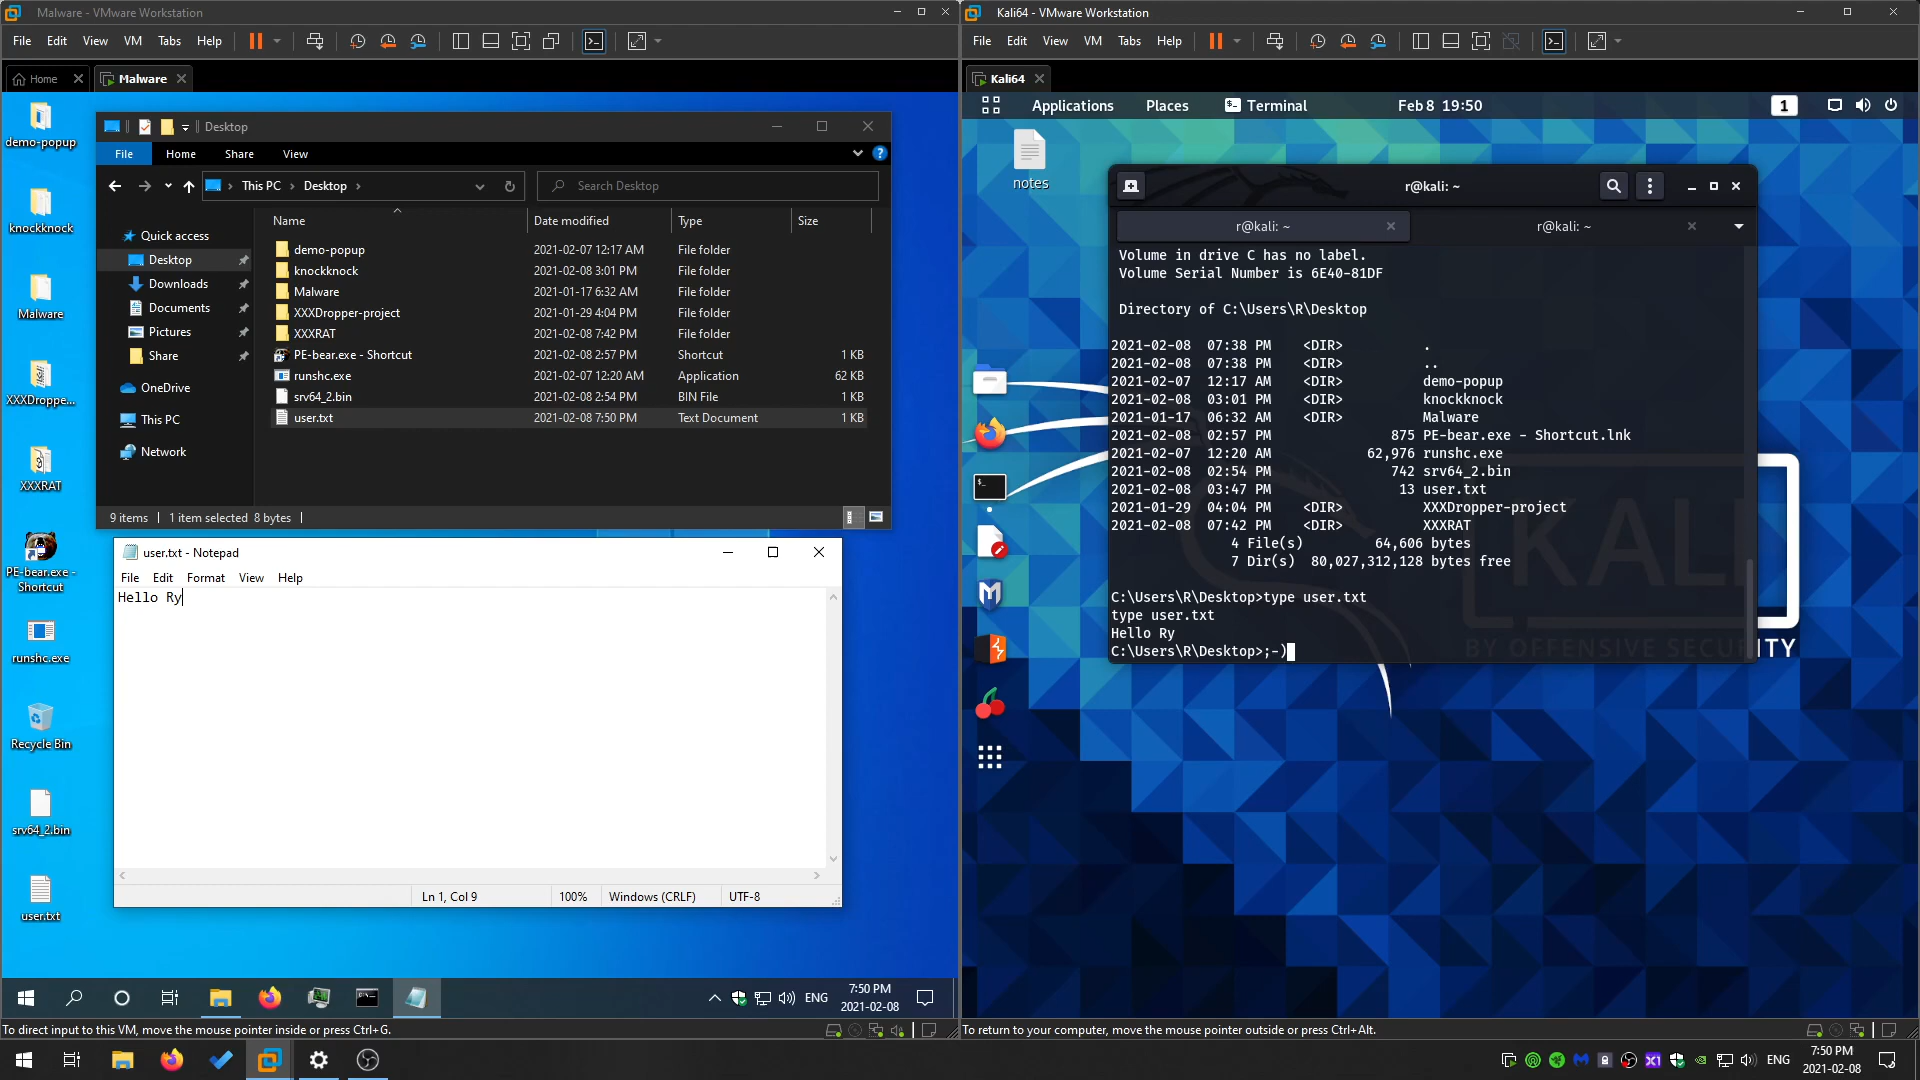 Malware - VMware Workstation
File Edit View VM Tabs Help
Home Malware
demo-popup
knockknock
Malware
XXXDroppe...
XXXRAT
PE-bear.exe -
Shortcut
runshc.exe
Recycle Bin
srv64_2.bin
user.txt
Desktop
File Home Share View
This PC Desktop
Search Desktop
Quick access
Desktop
Downloads
Documents
Pictures
Share
OneDrive
This PC
Network
Name Date modified Type Size
demo-popup 2021-02-07 12:17 AM File folder
knockknock 2021-02-08 3:01 PM File folder
Malware 2021-01-17 6:32 AM File folder
XXXDropper-project 2021-01-29 4:04 PM File folder
XXXRAT 2021-02-08 7:42 PM File folder
PE-bear.exe - Shortcut 2021-02-08 2:57 PM Shortcut 1 KB
runshc.exe 2021-02-07 12:20 AM Application 62 KB
srv64_2.bin 2021-02-08 2:54 PM BIN File 1 KB
user.txt 2021-02-08 7:50 PM Text Document 1 KB
9 items 1 item selected 8 bytes
user.txt - Notepad
File Edit Format View Help
Hello Ry
Ln 1, Col 9 100% Windows (CRLF) UTF-8
ENG
7:50 PM
2021-02-08
To direct input to this VM, move the mouse pointer inside or press Ctrl+G.
Kali64 - VMware Workstation
File Edit View VM Tabs Help
Kali64
Applications Places Terminal Feb 8 19:50 1
notes
r@kali: ~
r@kali: ~ r@kali: ~
Volume in drive C has no label.
Volume Serial Number is 6E40-81DF
Directory of C:\Users\R\Desktop
2021-02-08 07:38 PM <DIR> .
2021-02-08 07:38 PM <DIR> ..
2021-02-07 12:17 AM <DIR> demo-popup
2021-02-08 03:01 PM <DIR> knockknock
2021-01-17 06:32 AM <DIR> Malware
2021-02-08 02:57 PM 875 PE-bear.exe - Shortcut.lnk
2021-02-07 12:20 AM 62,976 runshc.exe
2021-02-08 02:54 PM 742 srv64_2.bin
2021-02-08 03:47 PM 13 user.txt
2021-01-29 04:04 PM <DIR> XXXDropper-project
2021-02-08 07:42 PM <DIR> XXXRAT
4 File(s) 64,606 bytes
7 Dir(s) 80,027,312,128 bytes free
C:\Users\R\Desktop>type user.txt
type user.txt
Hello Ry
C:\Users\R\Desktop>;-)
KALI
BY OFFENSIVE SECURITY
To return to your computer, move the mouse pointer outside or press Ctrl+Alt.
ENG
7:50 PM
2021-02-08